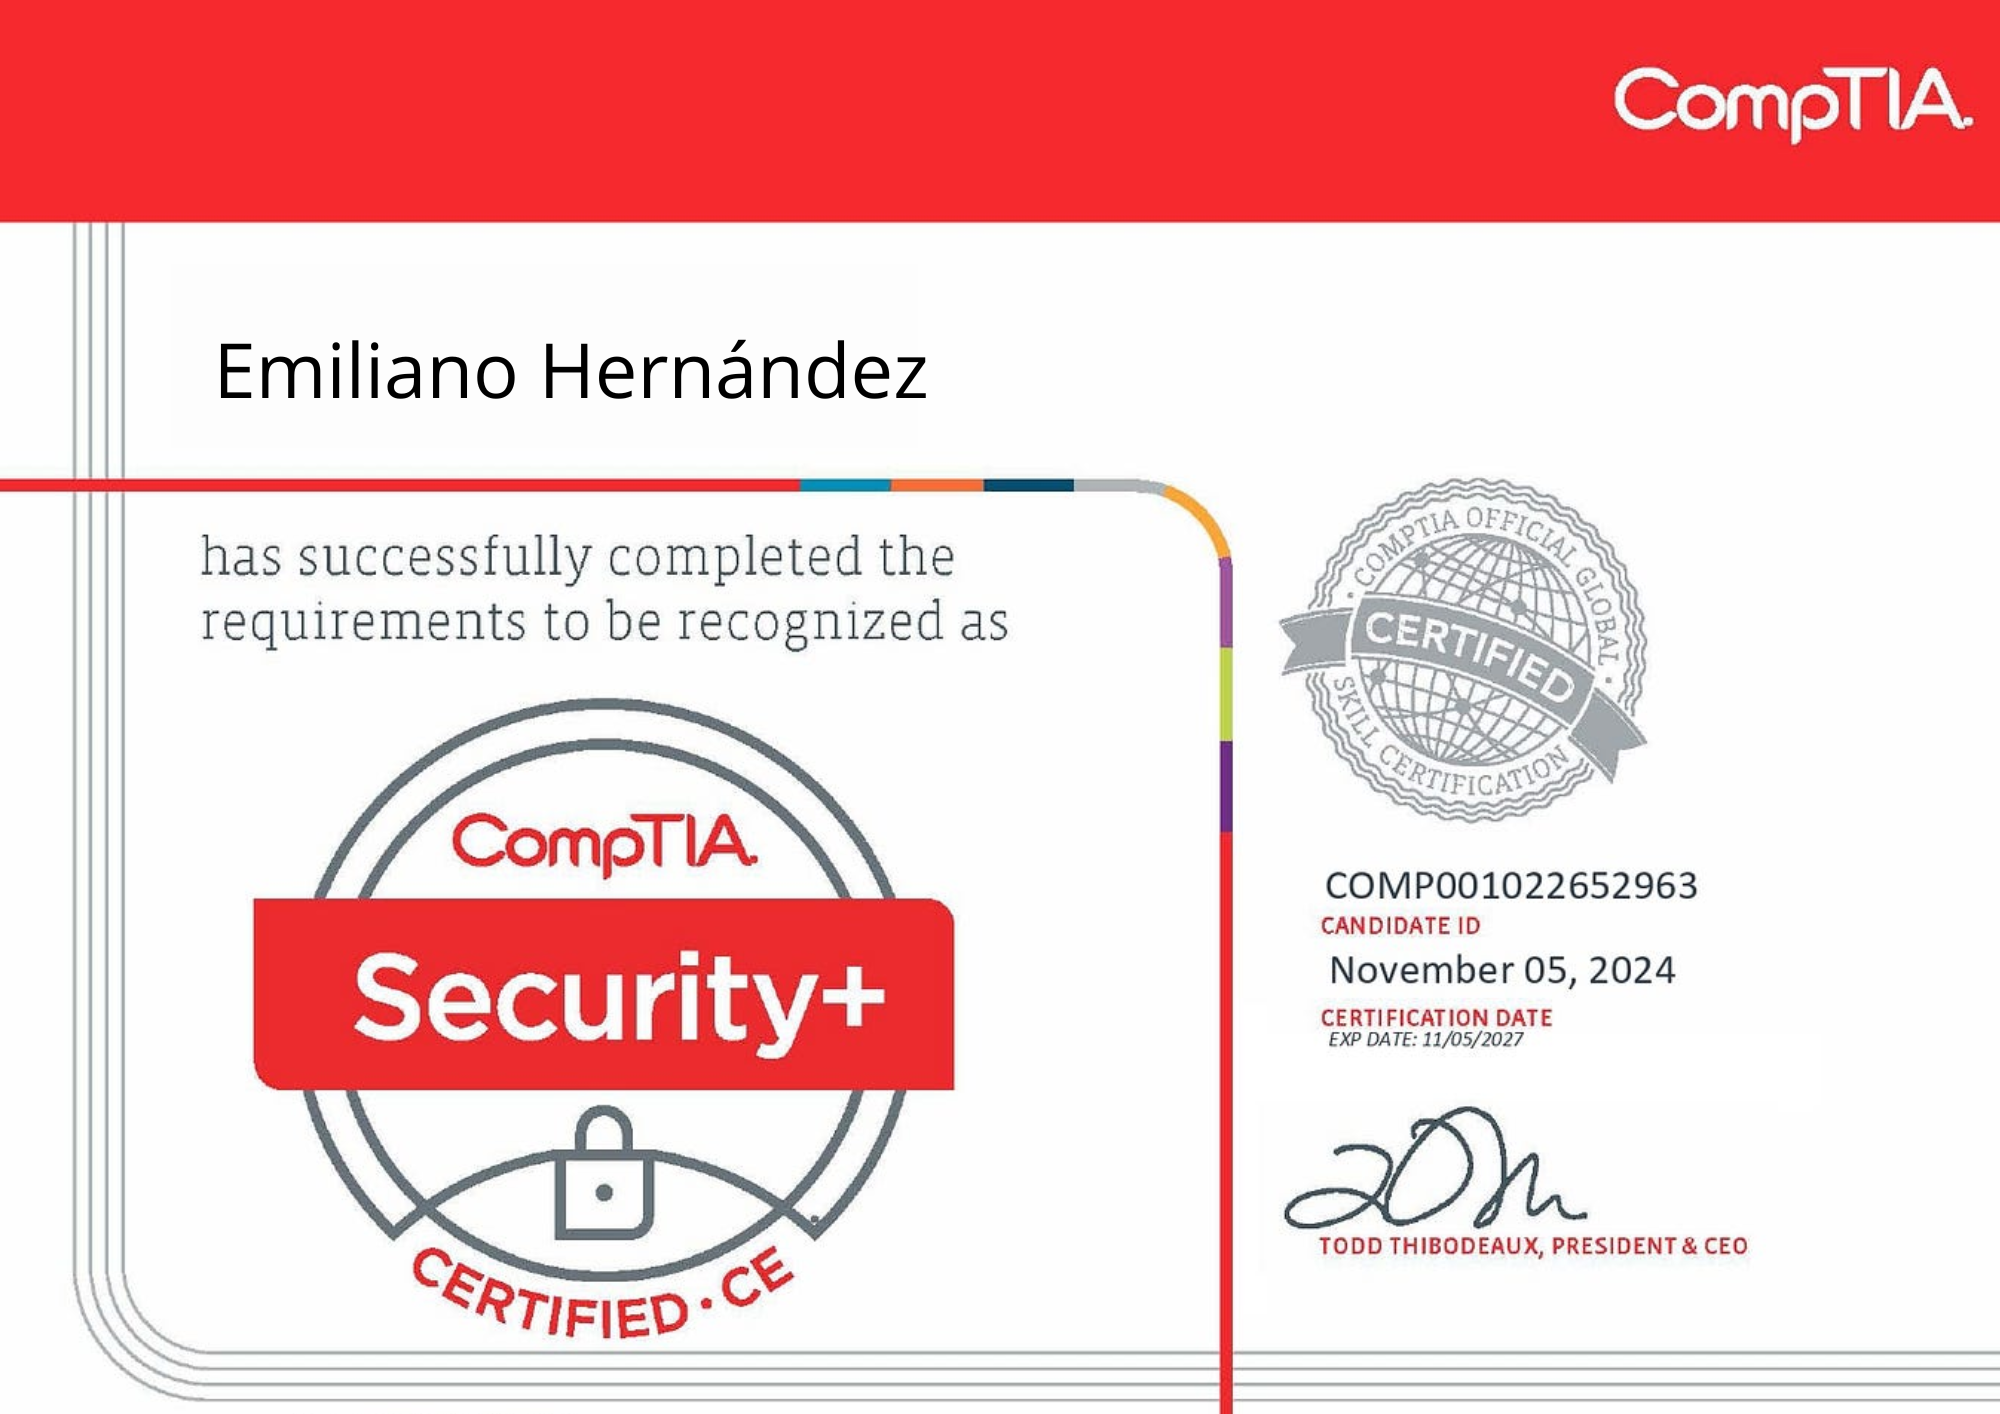 CompTIA.
Emiliano Hernández
has successfully completed the
requirements to be recognized as
COMPTIA OFFICIAL GLOBAL
CERTIFIED
SKILL CERTIFICATION
CompTIA.
Security+
CERTIFIED · CE
COMP001022652963
CANDIDATE ID
November 05, 2024
CERTIFICATION DATE
EXP DATE: 11/05/2027
TODD THIBODEAUX, PRESIDENT & CEO